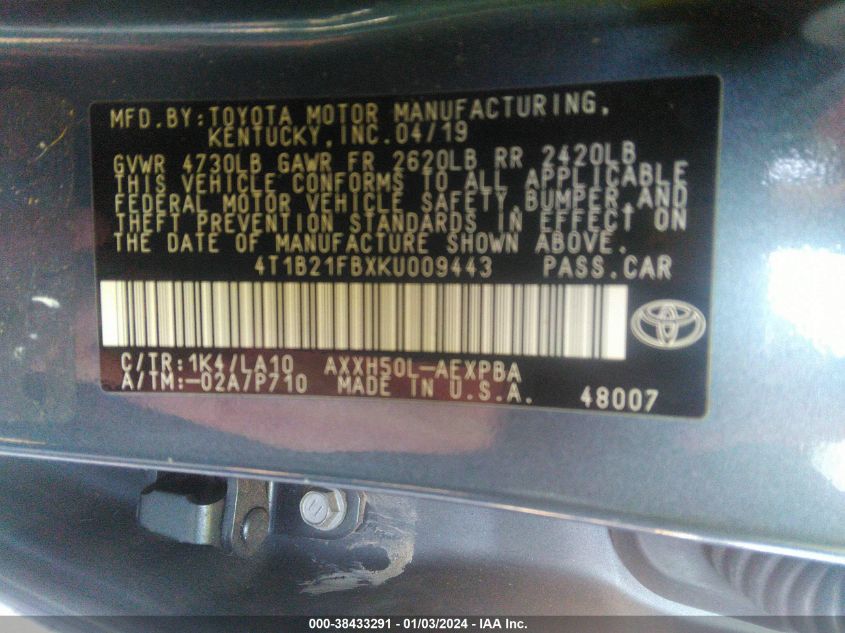 MFD.BY:TOYOTA MOTOR MANUFACTURING,
KENTUCKY,INC.04/19
GVWR 4730LB GAWR FR 2620LB RR 2420LB
THIS VEHICLE CONFORMS TO ALL APPLICABLE
FEDERAL MOTOR VEHICLE SAFETY,BUMPER,AND
THEFT PREVENTION STANDARDS IN EFFECT ON
THE DATE OF MANUFACTURE SHOWN ABOVE.
4T1B21FBXKU009443 PASS.CAR
C/TR:1K4/LA10 AXXH50L-AEXPBA
A/TM:-02A/P710 MADE IN U.S.A. 48007
000-38433291 - 01/03/2024 - IAA Inc.